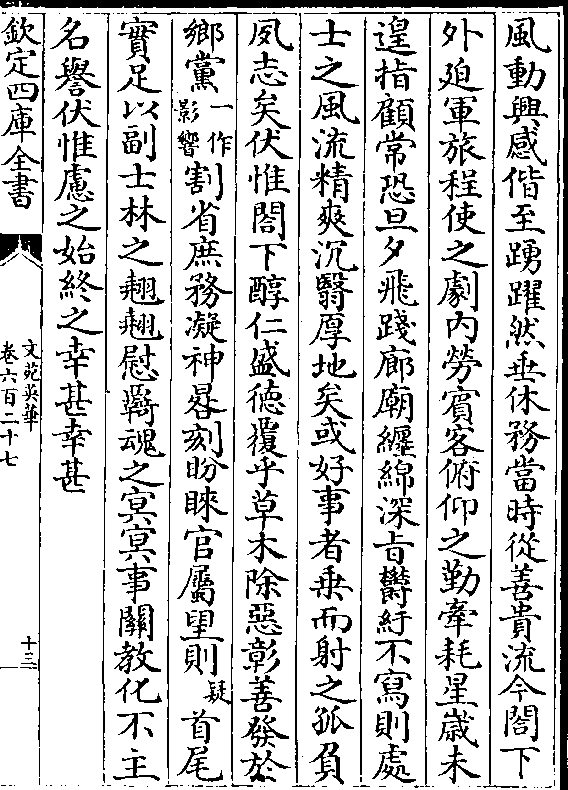 風動興感偕至踴躍然垂休務當時從善貴流今閣下
外廹軍旅程使之劇内勞賓客俯仰之勤牽耗星歲未
遑指顧常恐旦夕飛踐廊廟纒綿深㫖欝紆不寫則處
士之風流精爽沉翳厚地矣或好事者乗而射之孤負
夙志矣伏惟閤下醇仁盛徳覆乎草木除惡彰善發於
鄉黨一作影響割省庶務凝神晷刻盼睞官屬望則疑首尾
實足以副士林之翹翹慰羇魂之冥冥事關教化不主
名譽伏惟慮之始終之幸甚幸甚
欽定四庫全書
文苑英華
卷六百二十七
十三